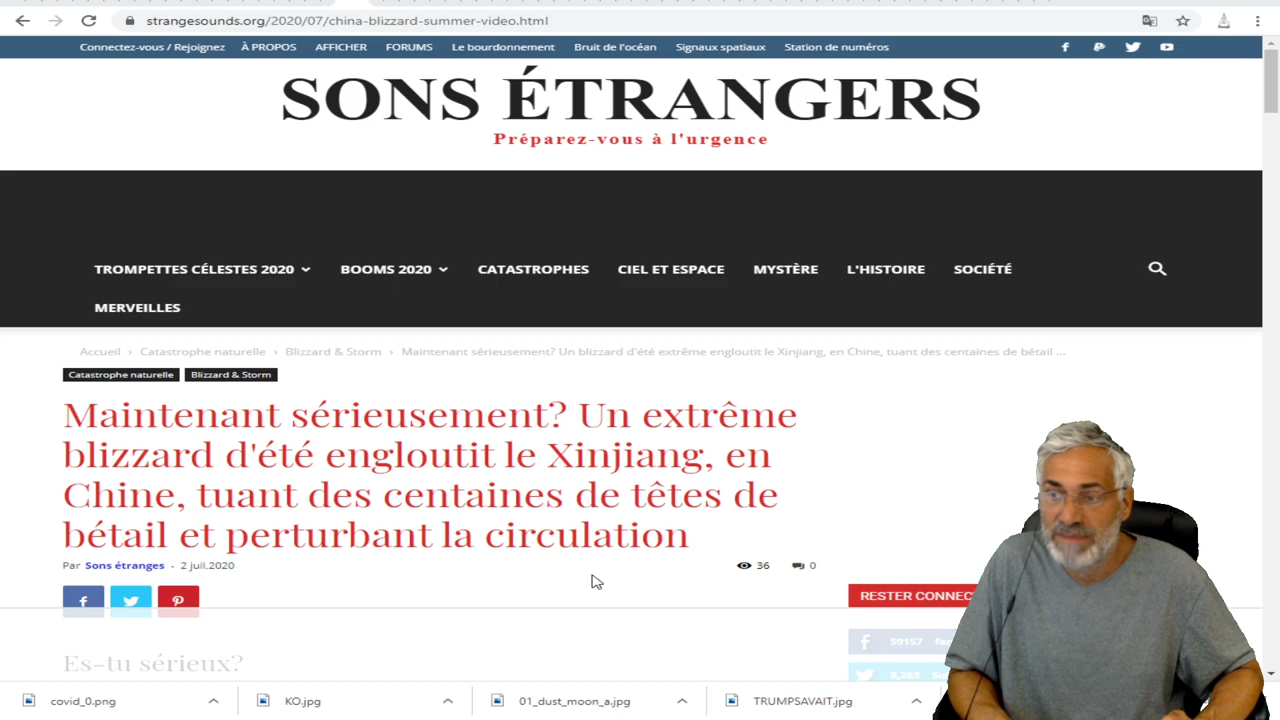 strangesounds.org/2020/07/china-blizzard-summer-video.html
Connectez-vous / Rejoignez À PROPOS AFFICHER FORUMS Le bourdonnement Bruit de l'océan Signaux spatiaux Station de numéros
SONS ÉTRANGERS
Préparez-vous à l'urgence
TROMPETTES CÉLESTES 2020 BOOMS 2020 CATASTROPHES CIEL ET ESPACE MYSTÈRE L'HISTOIRE SOCIÉTÉ
MERVEILLES
Accueil › Catastrophe naturelle › Blizzard & Storm › Maintenant sérieusement? Un blizzard d'été extrême engloutit le Xinjiang, en Chine, tuant des centaines de bétail ...
Catastrophe naturelle Blizzard & Storm
Maintenant sérieusement? Un extrême
blizzard d'été engloutit le Xinjiang, en
Chine, tuant des centaines de têtes de
bétail et perturbant la circulation
Par Sons étranges - 2 juil.2020 36 0
RESTER CONNEC
59157
Es-tu sérieux?
8,283
covid_0.png KO.jpg 01_dust_moon_a.jpg TRUMPSAVAIT.jpg